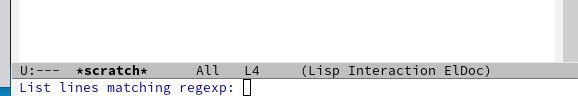 U:---  *scratch*      All   L4     (Lisp Interaction ElDoc)
List lines matching regexp: